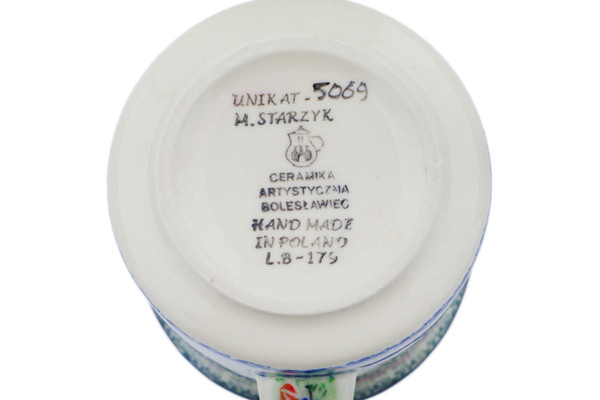 UNIKAT-5069
M.STARZYK
CERAMIKA
ARTYSTYCZNA
BOLESŁAWIEC
HAND MADE
IN POLAND
L.8-179